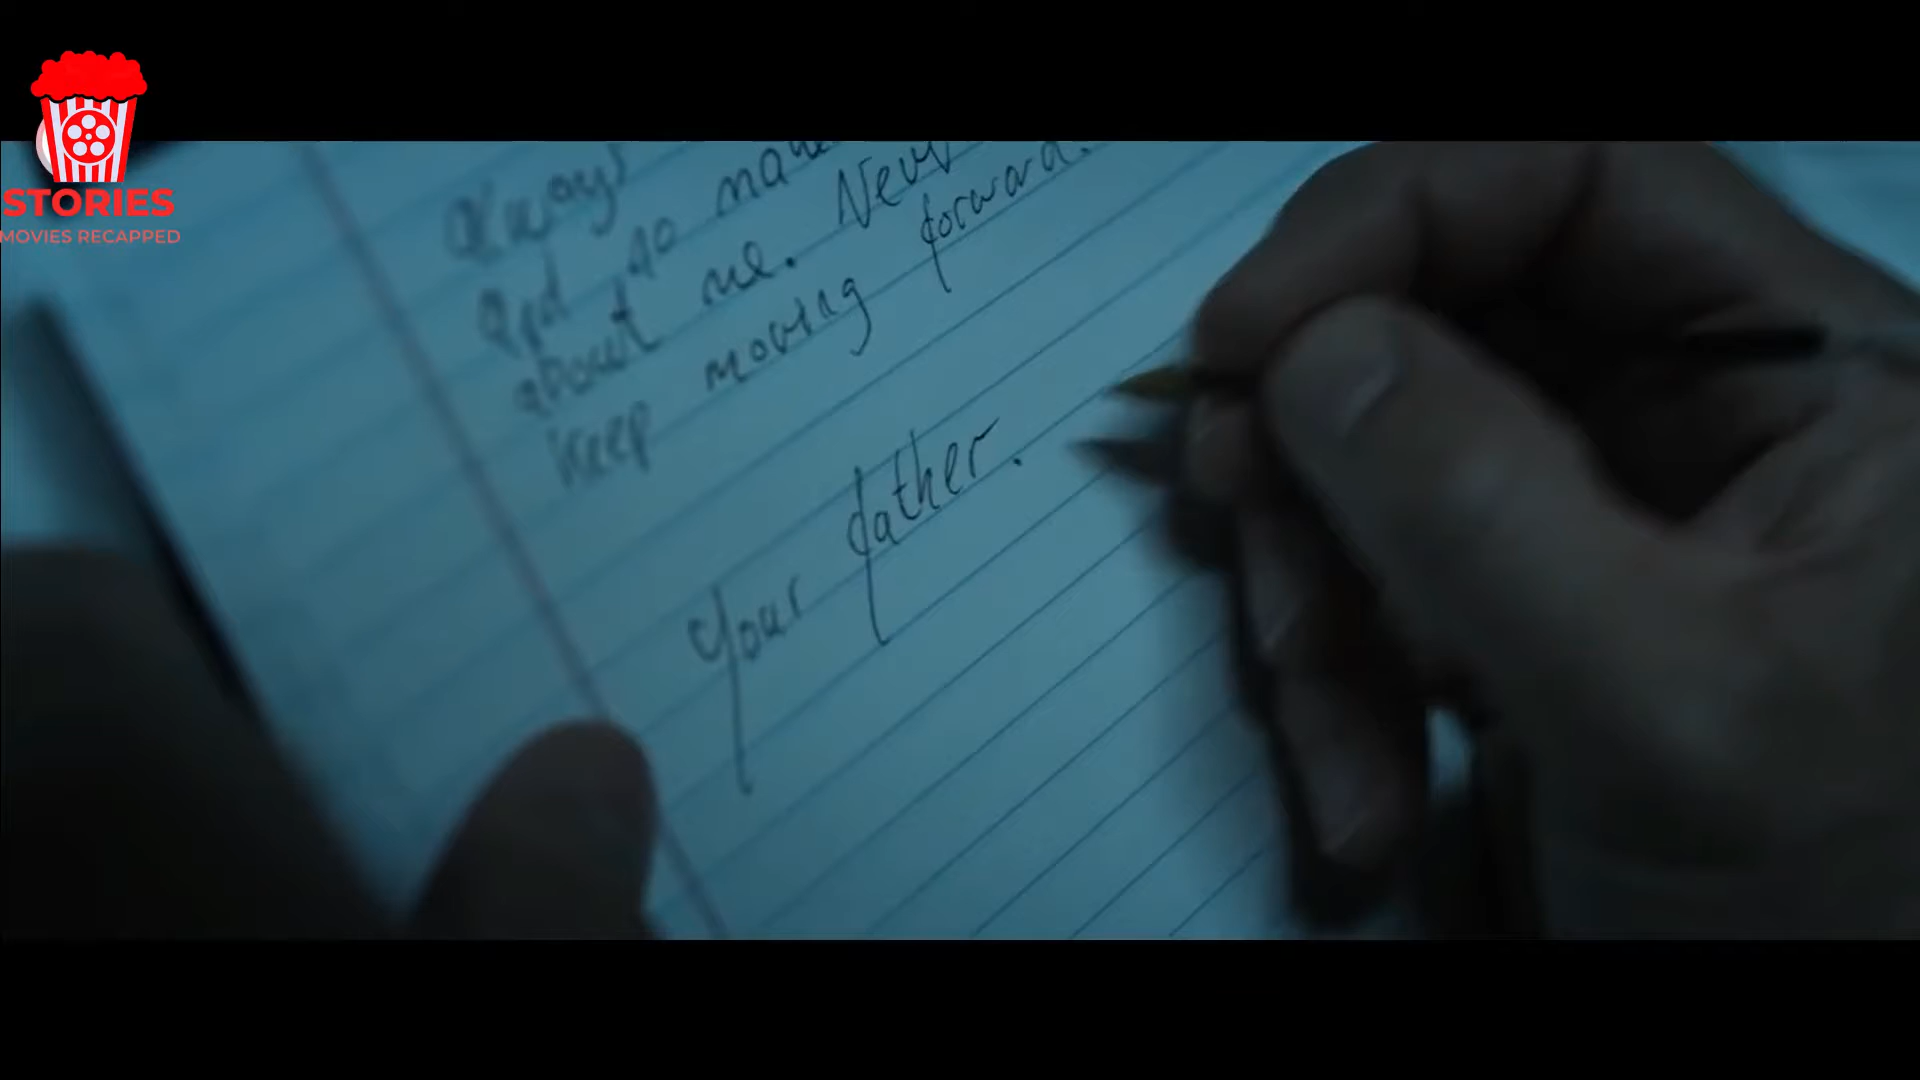 STORIES
MOVIES RECAPPED
Always
about me.
keep moving forward.
Your father.